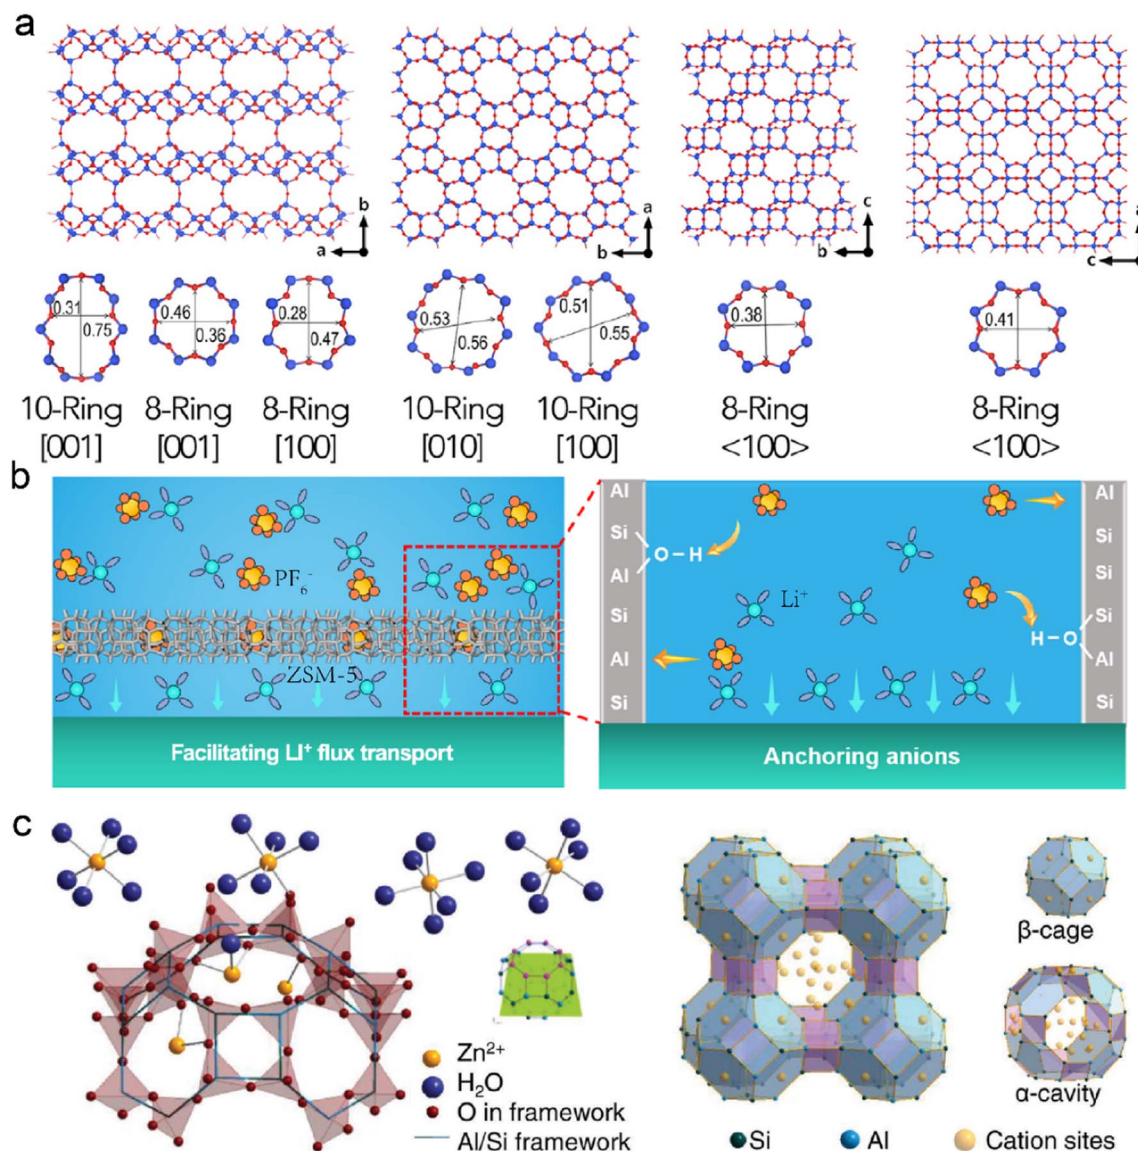 a
b
a
a
b
c
b
a
c
0.31
0.75
0.46
0.36
0.28
0.47
0.53
0.56
0.51
0.55
0.38
0.41
10-Ring
[001]
8-Ring
[001]
8-Ring
[100]
10-Ring
[010]
10-Ring
[100]
8-Ring
<100>
8-Ring
<100>
b
PF6-
ZSM-5
Facilitating LI+ flux transport
Al
Si
O-H
Al
Si
Al
Si
Li+
Al
Si
Si
Si
H-O
Al
Si
Anchoring anions
c
Zn2+
H2O
O in framework
Al/Si framework
β-cage
α-cavity
Si
Al
Cation sites